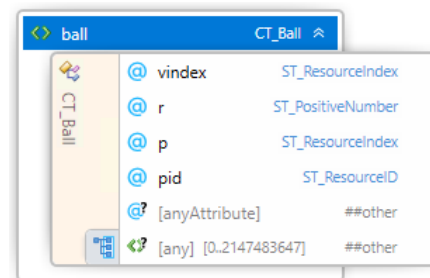 ball CT_Ball
CT_Ball
@ vindex ST_ResourceIndex
@ r ST_PositiveNumber
@ p ST_ResourceIndex
@ pid ST_ResourceID
@? [anyAttribute] ##other
<>? [any] [0..2147483647] ##other